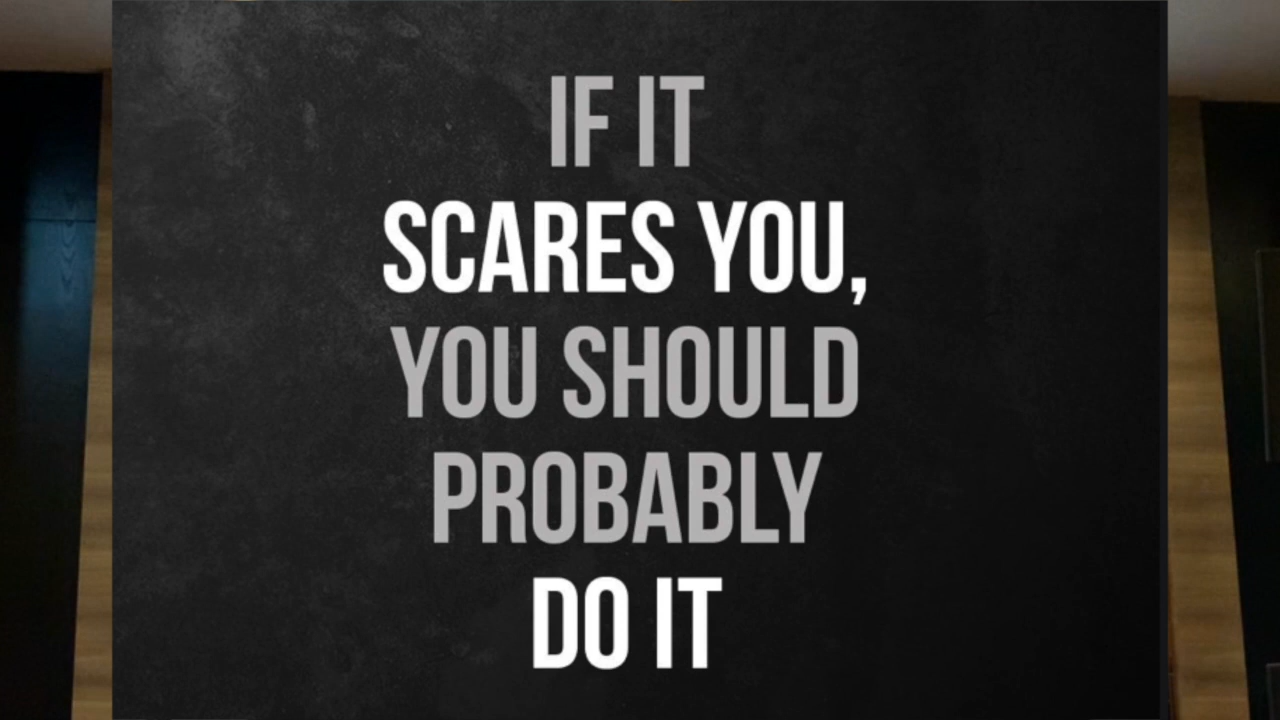 IF IT
SCARES YOU,
YOU SHOULD
PROBABLY
DO IT